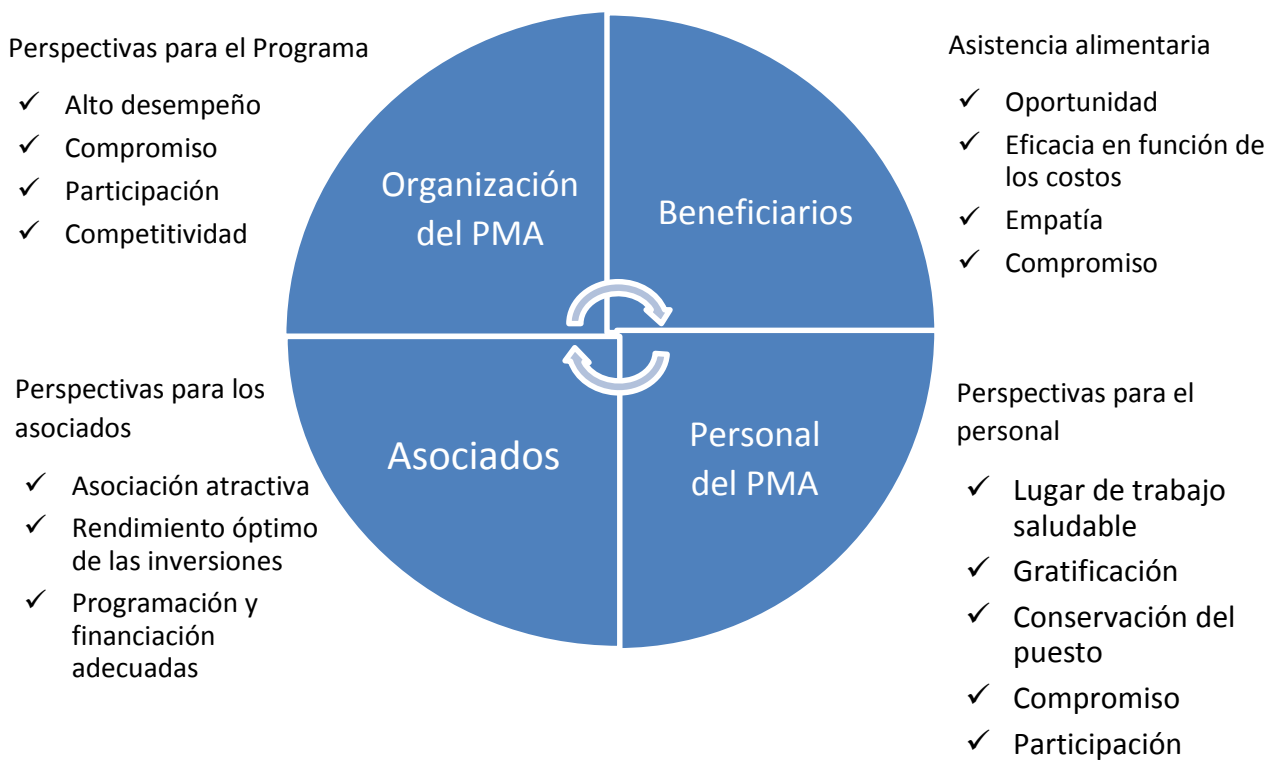 Perspectivas para el Programa
✓ Alto desempeño
✓ Compromiso
✓ Participación
✓ Competitividad
Organización
del PMA
Beneficiarios
Asistencia alimentaria
✓ Oportunidad
✓ Eficacia en función de
los costos
✓ Empatía
✓ Compromiso
Perspectivas para los
asociados
✓ Asociación atractiva
✓ Rendimiento óptimo
de las inversiones
✓ Programación y
financiación
adecuadas
Asociados
Personal
del PMA
Perspectivas para el
personal
✓ Lugar de trabajo
saludable
✓ Gratificación
✓ Conservación del
puesto
✓ Compromiso
✓ Participación